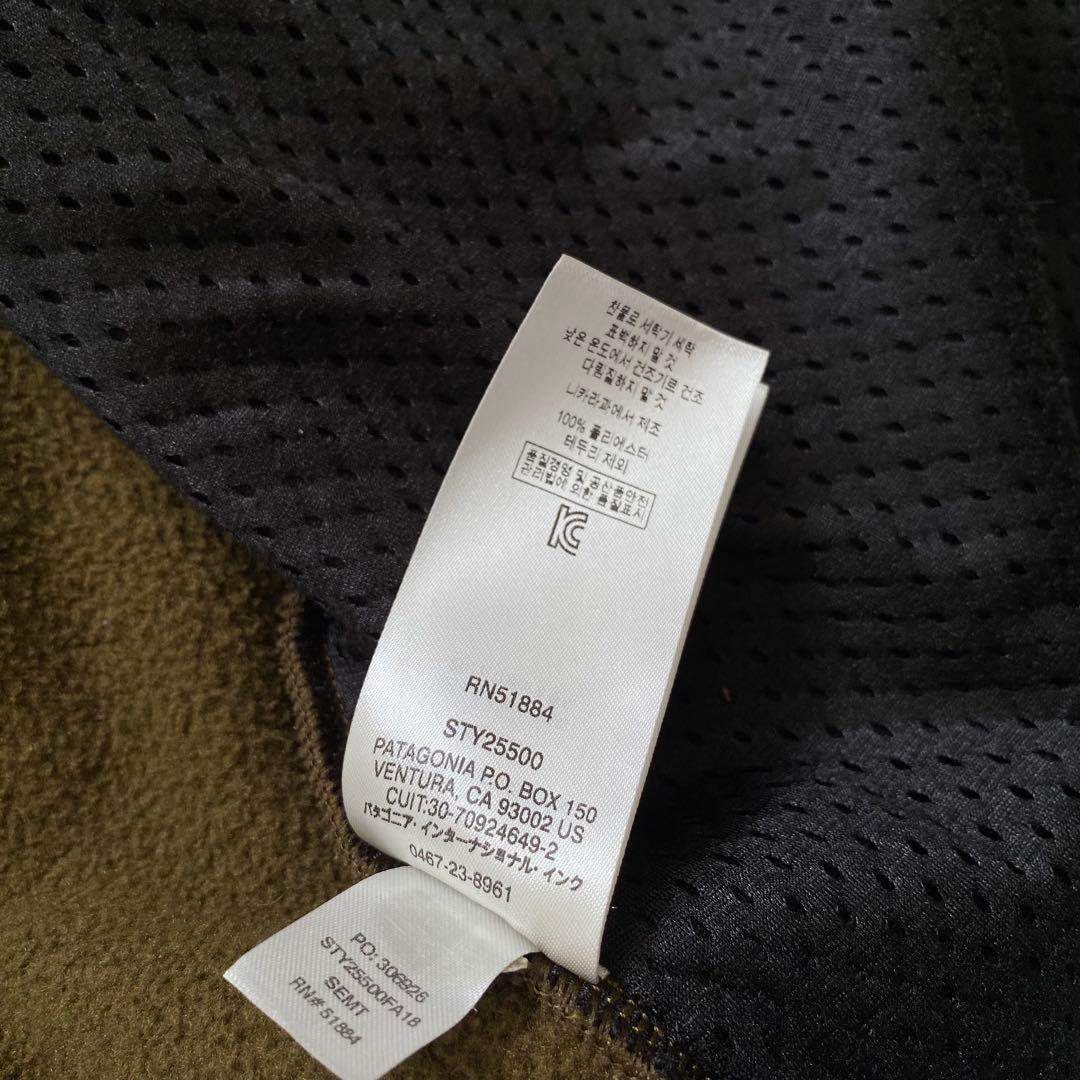 찬물로 세탁기 세탁
표백하지 말 것
낮은 온도에서 건조기로 건조
다림질하지 말 것
니카라과에서 제조
100% 폴리에스터
테두리 제외
품질경영 및 공산품안전
관리법에 의한 품질표시
KC
RN51884
STY25500
PATAGONIA P.O. BOX 150
VENTURA, CA 93002 US
CUIT:30-70924649-2
パタゴニア・インターナショナル・インク
0467-23-8961
PO: 306926
STY25500FA18
SEMT
RN# 51884